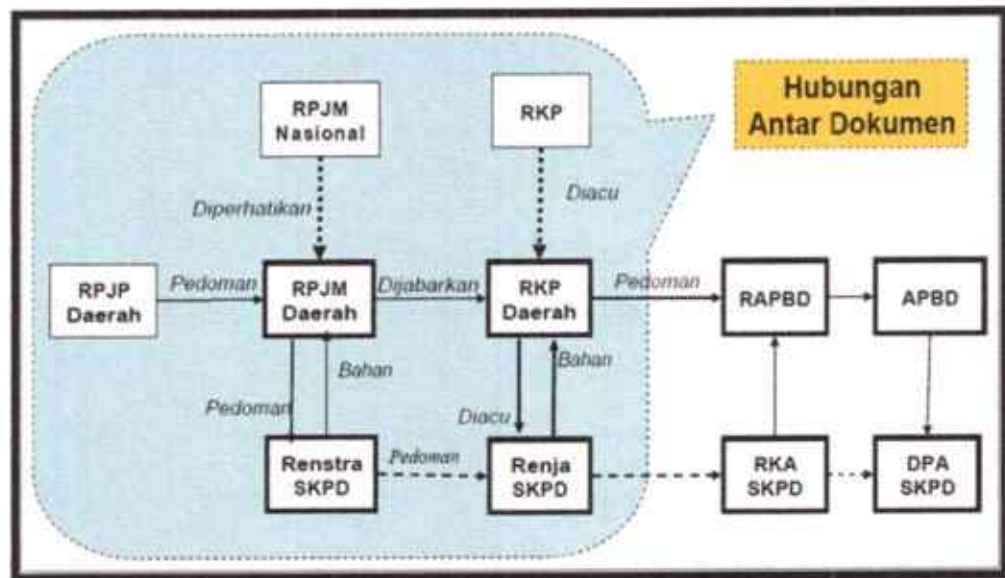 RPJM
Nasional
RKP
Hubungan
Antar Dokumen
Diperhatikan
Diacu
RPJP
Daerah
Pedoman
RPJM
Daerah
Dijabarkan
RKP
Daerah
Pedoman
RAPBD
APBD
Pedoman
Bahan
Diacu
Bahan
Renstra
SKPD
Pedoman
Renja
SKPD
RKA
SKPD
DPA
SKPD